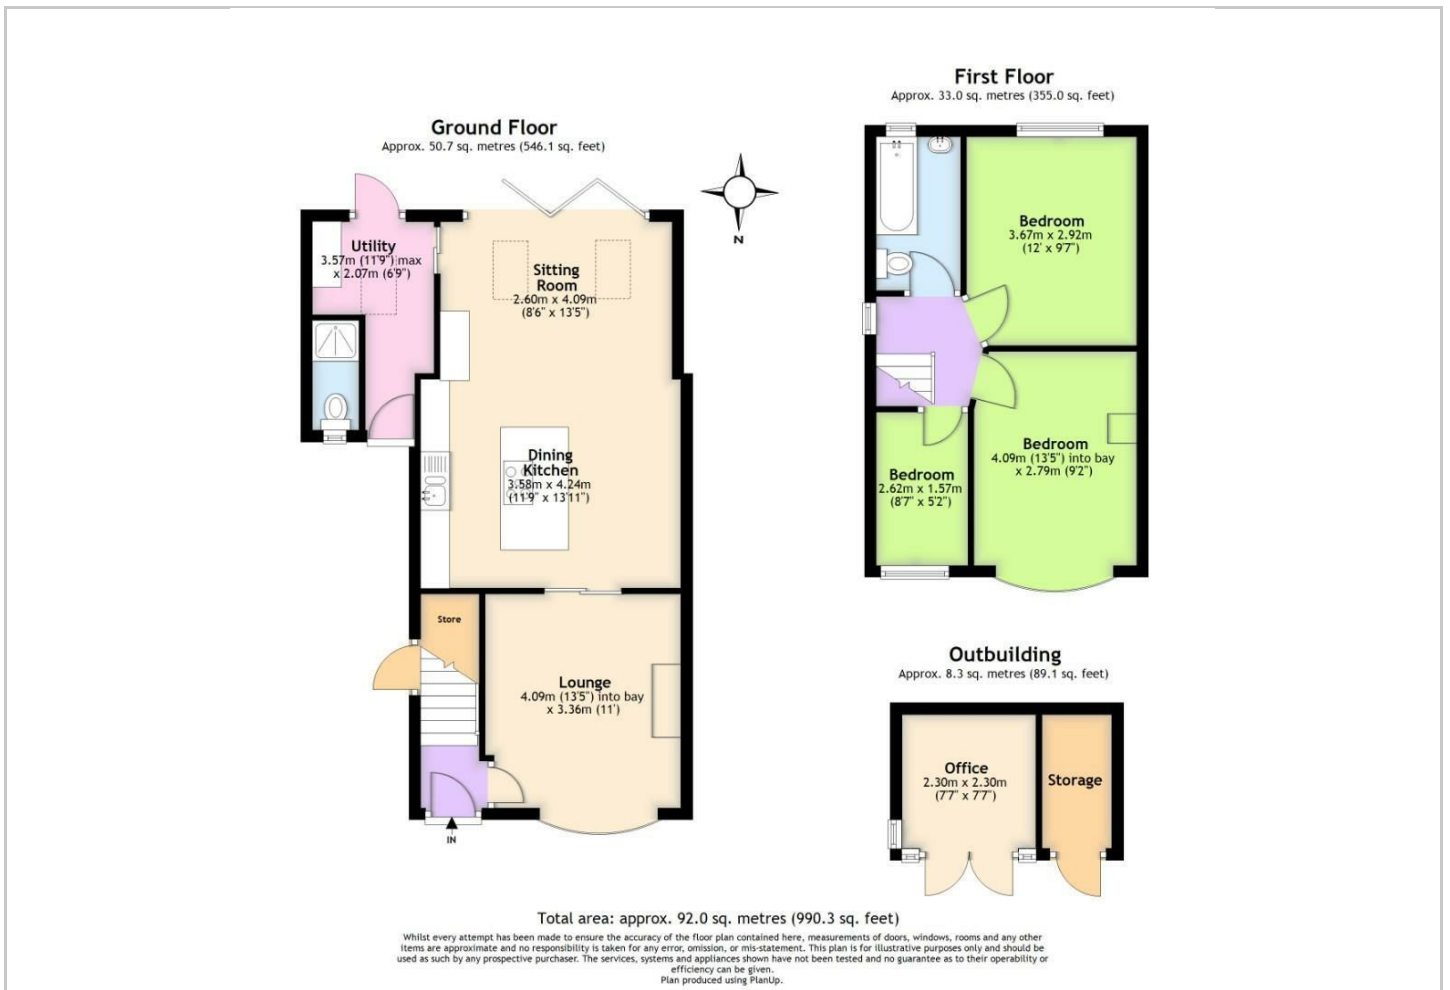 Ground Floor
Approx. 50.7 sq. metres (546.1 sq. feet)
Utility
3.57m (11'9") max
x 2.07m (6'9")
Sitting
Room
2.60m x 4.09m
(8'6" x 13'5")
Dining
Kitchen
3.58m x 4.24m
(11'9" x 13'11")
Store
Lounge
4.09m (13'5") into bay
x 3.36m (11')
IN
N
First Floor
Approx. 33.0 sq. metres (355.0 sq. feet)
Bedroom
3.67m x 2.92m
(12' x 9'7")
Bedroom
4.09m (13'5") into bay
x 2.79m (9'2")
Bedroom
2.62m x 1.57m
(8'7" x 5'2")
Outbuilding
Approx. 8.3 sq. metres (89.1 sq. feet)
Office
2.30m x 2.30m
(7'7" x 7'7")
Storage
Total area: approx. 92.0 sq. metres (990.3 sq. feet)
Whilst every attempt has been made to ensure the accuracy of the floor plan contained here, measurements of doors, windows, rooms and any other
items are approximate and no responsibility is taken for any error, omission, or mis-statement. This plan is for illustrative purposes only and should be
used as such by any prospective purchaser. The services, systems and appliances shown have not been tested and no guarantee as to their operability or
efficiency can be given.
Plan produced using PlanUp.